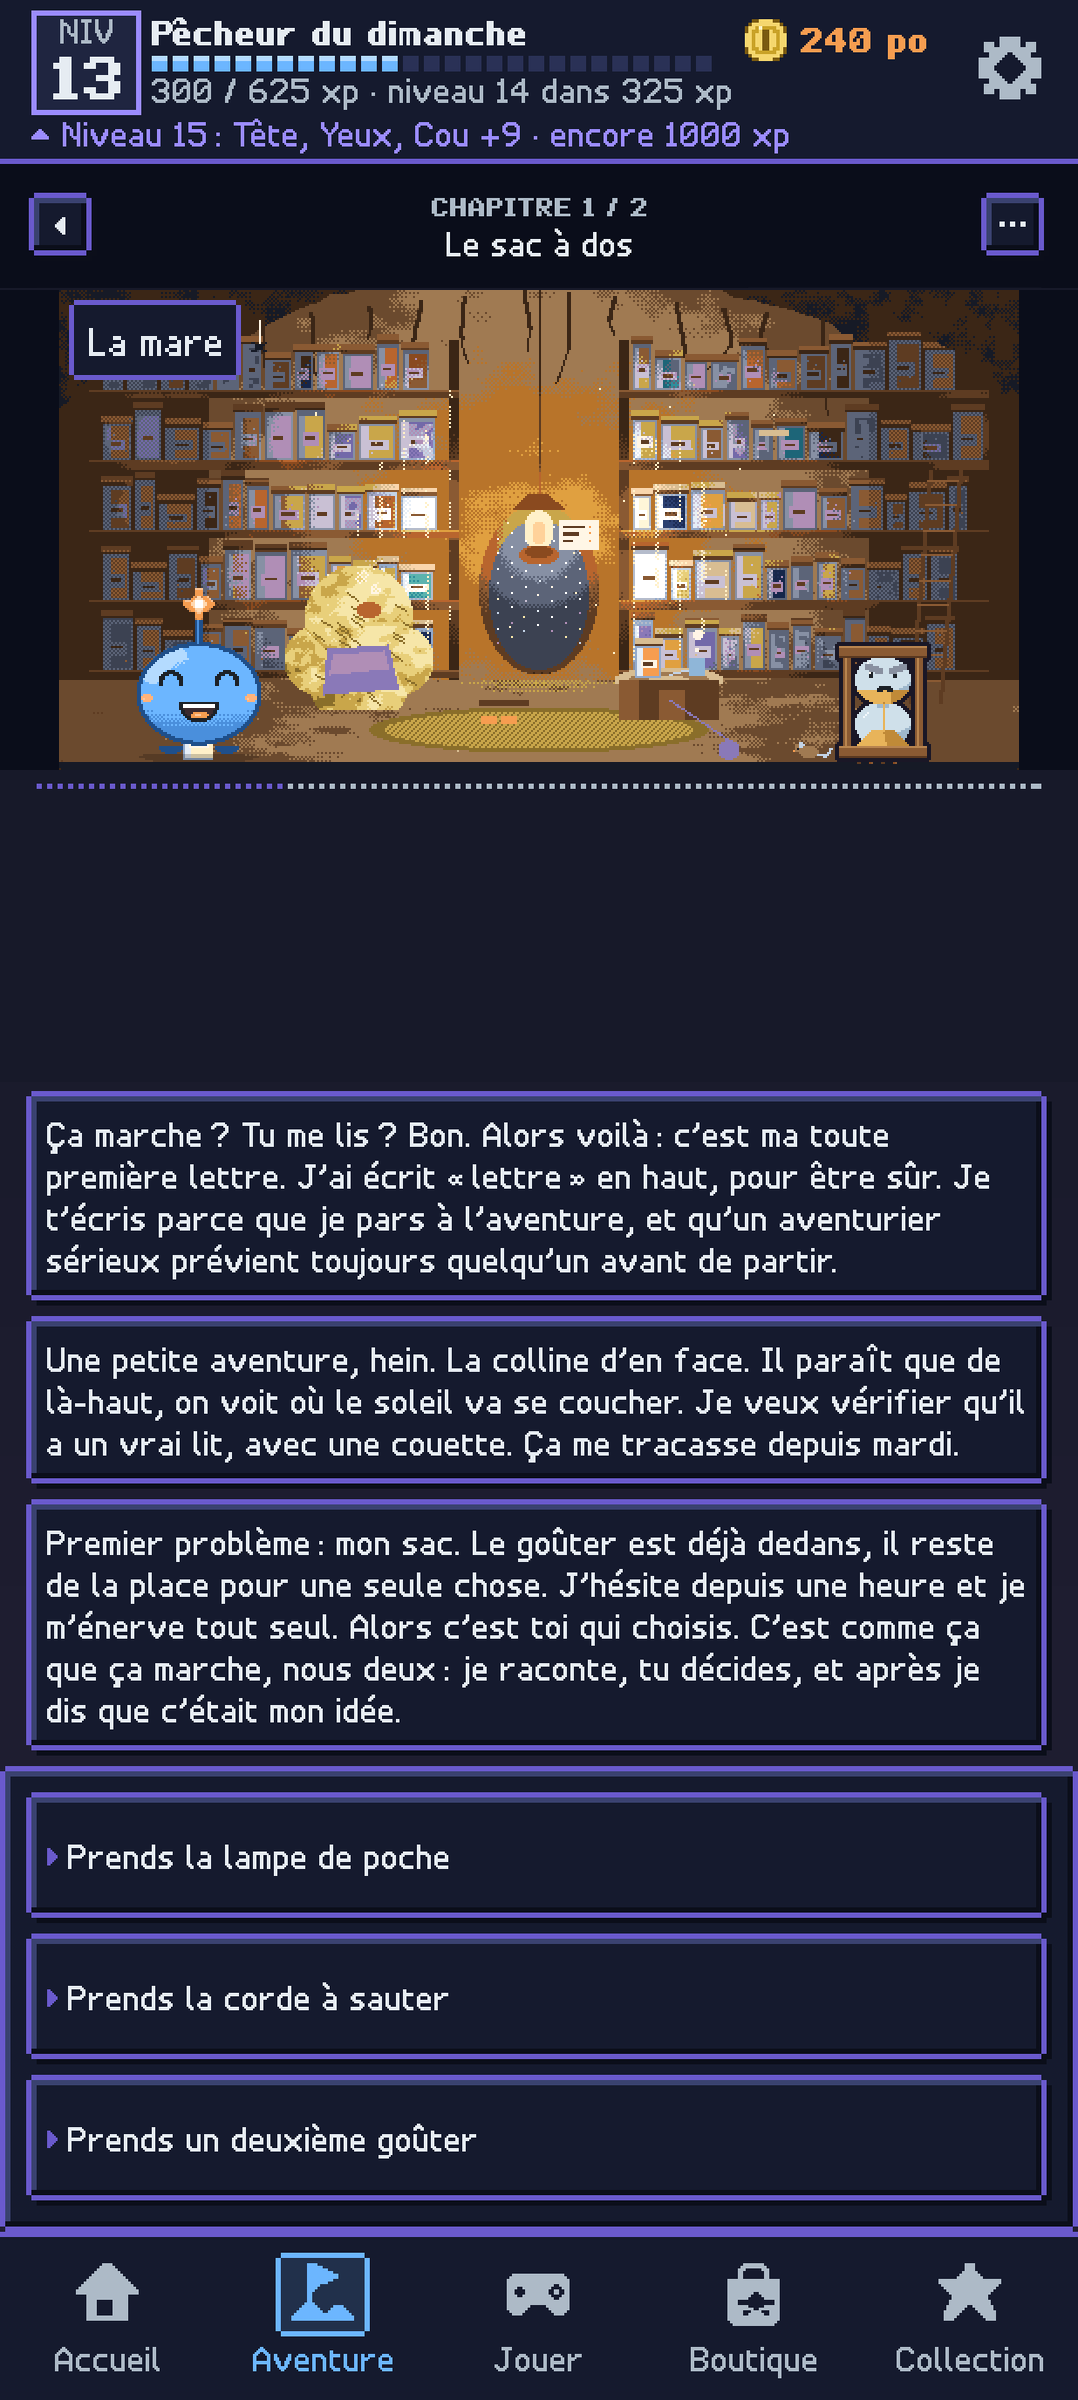 NIV
13
Pêcheur du dimanche
240 po
300 / 625 xp · niveau 14 dans 325 xp
Niveau 15 : Tête, Yeux, Cou +9 · encore 1000 xp
CHAPITRE 1 / 2
Le sac à dos
La mare
Ça marche ? Tu me lis ? Bon. Alors voilà : c’est ma toute
première lettre. J’ai écrit « lettre » en haut, pour être sûr. Je
t’écris parce que je pars à l’aventure, et qu’un aventurier
sérieux prévient toujours quelqu’un avant de partir.
Une petite aventure, hein. La colline d’en face. Il paraît que de
là-haut, on voit où le soleil va se coucher. Je veux vérifier qu’il
a un vrai lit, avec une couette. Ça me tracasse depuis mardi.
Premier problème : mon sac. Le goûter est déjà dedans, il reste
de la place pour une seule chose. J’hésite depuis une heure et je
m’énerve tout seul. Alors c’est toi qui choisis. C’est comme ça
que ça marche, nous deux : je raconte, tu décides, et après je
dis que c’était mon idée.
Prends la lampe de poche
Prends la corde à sauter
Prends un deuxième goûter
Accueil
Aventure
Jouer
Boutique
Collection